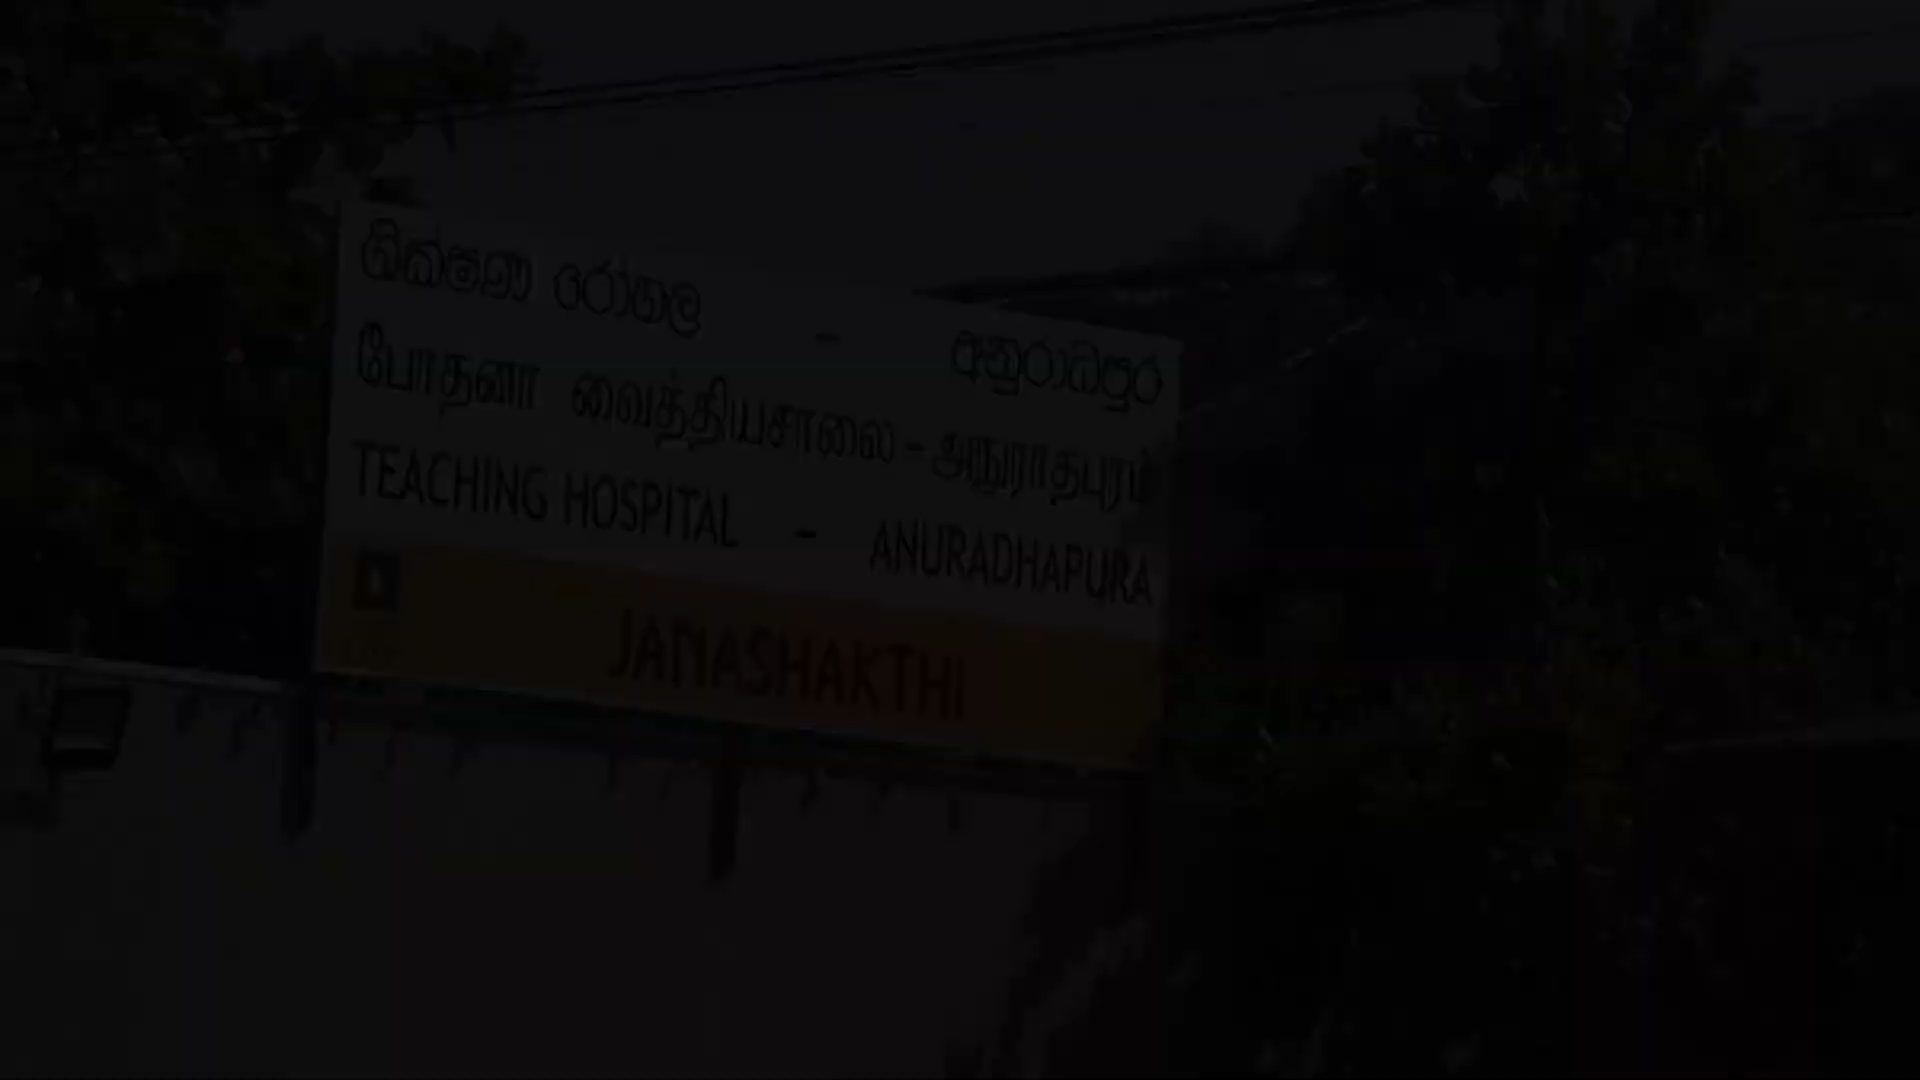 ශික්ෂණ රෝහල - අනුරාධපුර
போதனா வைத்தியசாலை - அநுராதபுரம்
TEACHING HOSPITAL - ANURADHAPURA
JANASHAKTHI